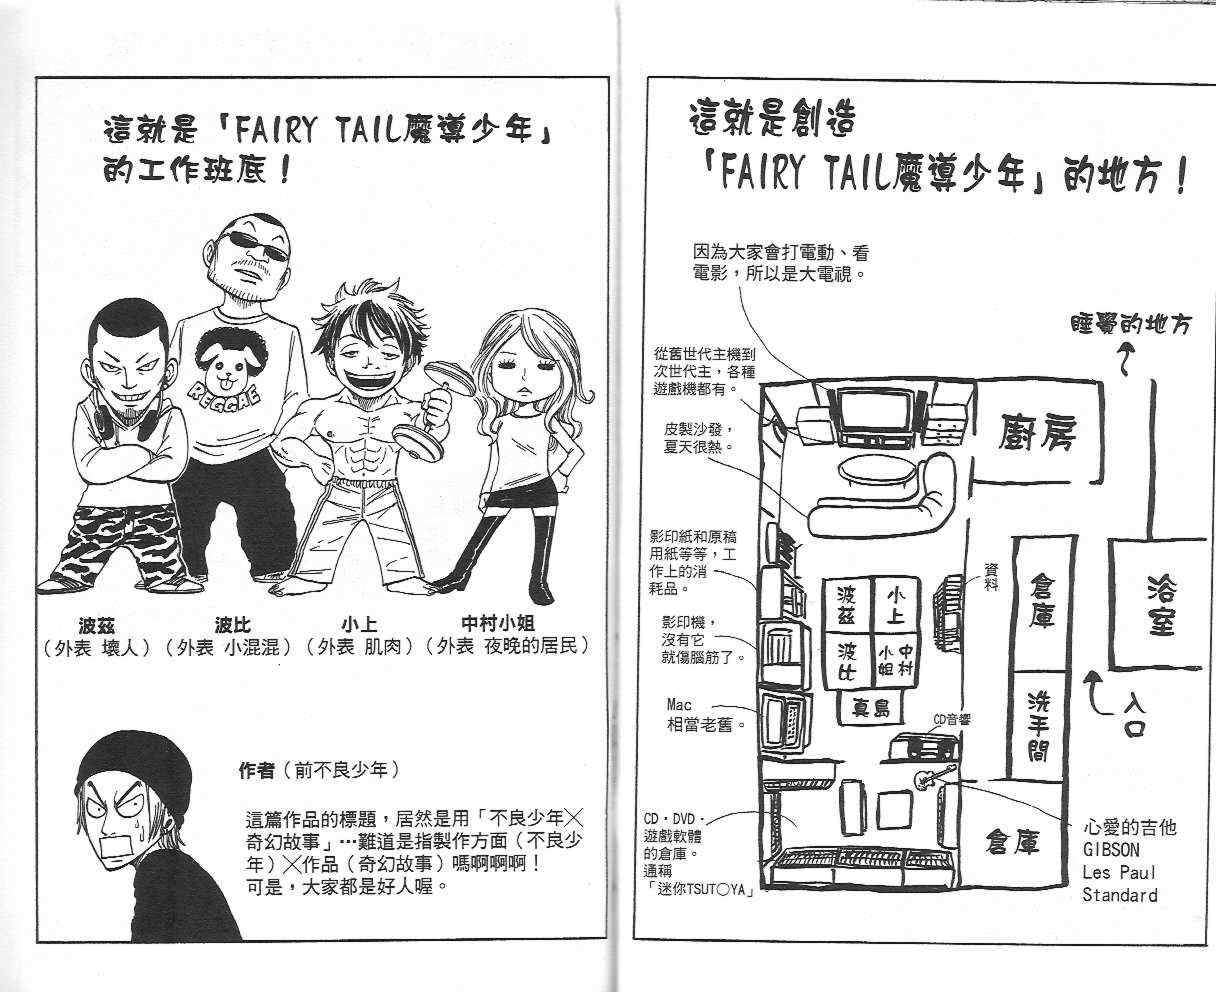 這就是「FAIRY TAIL魔導少年」
的工作班底！
REGGAE
波茲
（外表 壞人）
波比
（外表 小混混）
小上
（外表 肌肉）
中村小姐
（外表 夜晚的居民）
作者（前不良少年）
這篇作品的標題，居然是用「不良少年╳
奇幻故事」…難道是指製作方面（不良少
年）╳作品（奇幻故事）嗎啊啊啊！
可是，大家都是好人喔。
這就是創造
「FAIRY TAIL魔導少年」的地方！
因為大家會打電動、看
電影，所以是大電視。
睡覺的地方
從舊世代主機到
次世代主，各種
遊戲機都有。
皮製沙發，
夏天很熱。
廚房
影印紙和原稿
用紙等等，工
作上的消
耗品。
資料
波茲
小上
波比
中村
小姐
真島
倉庫
浴室
影印機，
沒有它
就傷腦筋了。
Mac
相當老舊。
洗手間
入口
CD音響
CD・DVD・
遊戲軟體
的倉庫。
通稱
「迷你TSUT○YA」。
倉庫
心愛的吉他
GIBSON
Les Paul
Standard